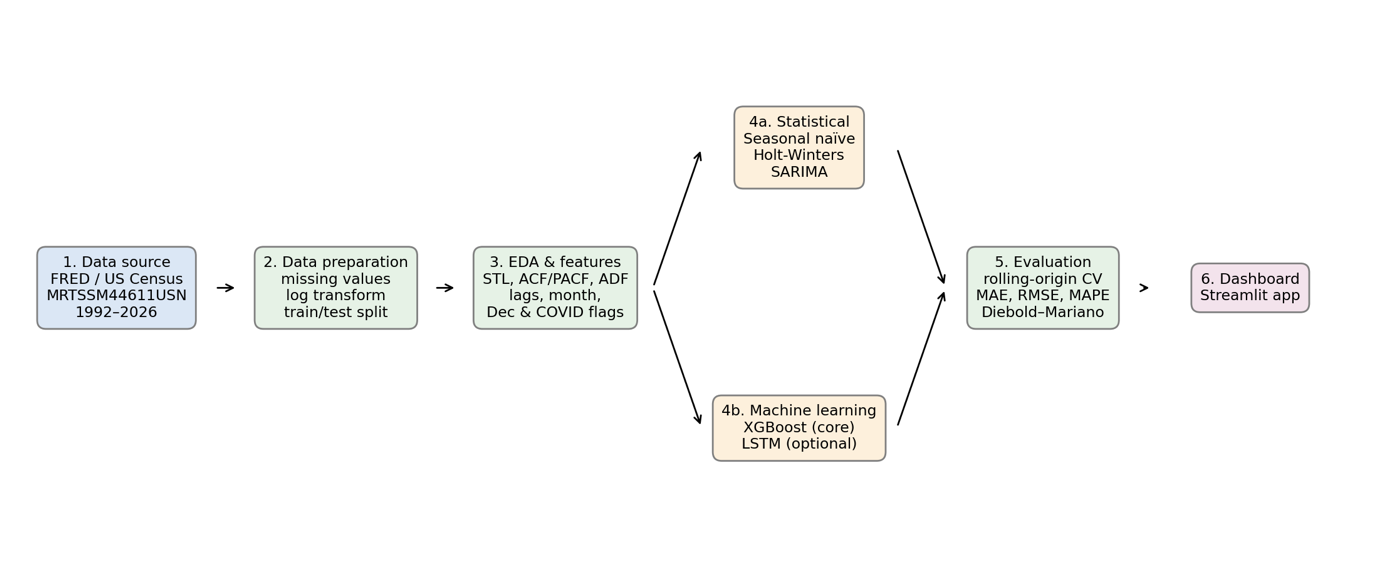 1. Data source
FRED / US Census
MRTSSM44611USN
1992–2026
2. Data preparation
missing values
log transform
train/test split
3. EDA & features
STL, ACF/PACF, ADF
lags, month,
Dec & COVID flags
4a. Statistical
Seasonal naïve
Holt-Winters
SARIMA
4b. Machine learning
XGBoost (core)
LSTM (optional)
5. Evaluation
rolling-origin CV
MAE, RMSE, MAPE
Diebold–Mariano
6. Dashboard
Streamlit app